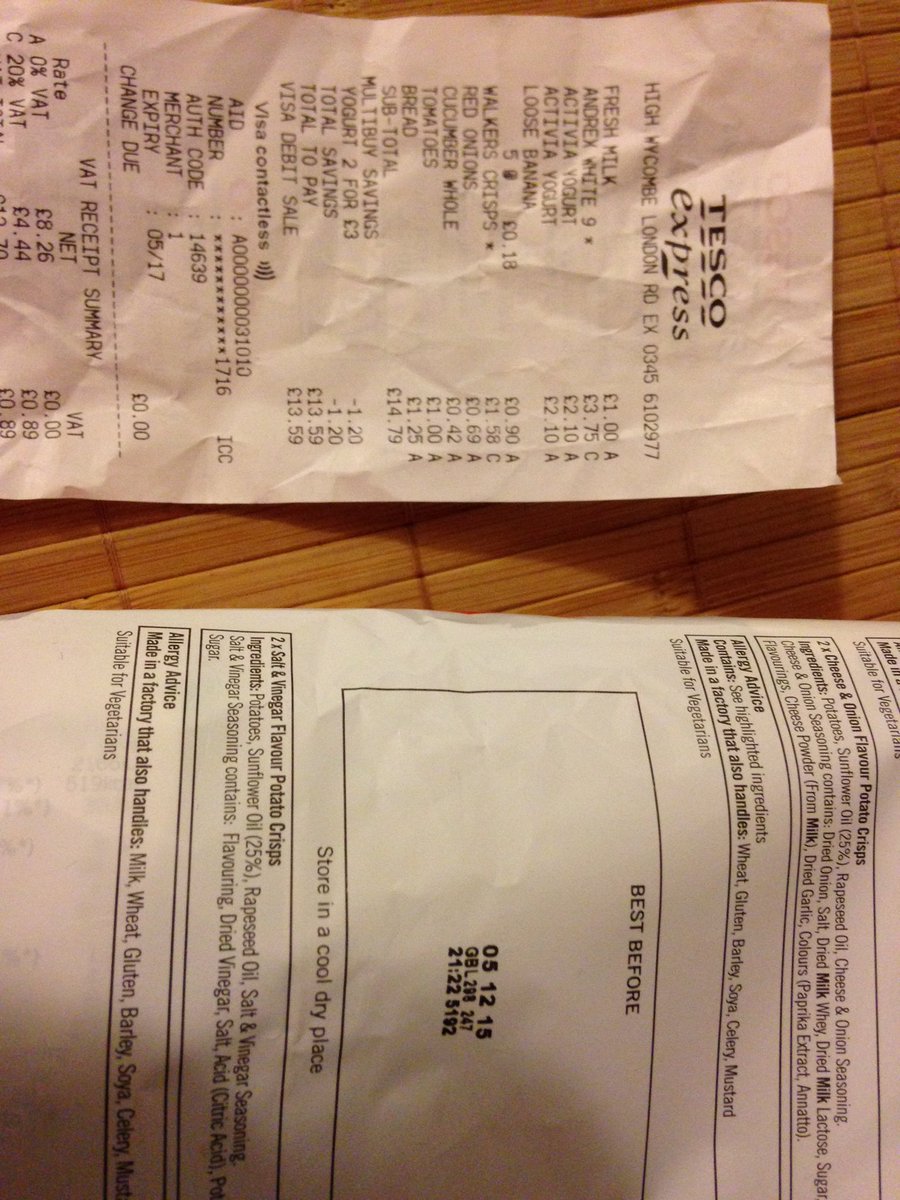 TESCO
express
HIGH WYCOMBE LONDON RD EX 0345 6102977
FRESH MILK £1.00 A
ANDREX WHITE 9 * £3.75 C
ACTIVIA YOGURT £2.10 A
ACTIVIA YOGURT £2.10 A
LOOSE BANANA
5 @ £0.18 £0.90 A
WALKERS CRISPS * £1.58 C
RED ONIONS £0.69 A
CUCUMBER WHOLE £0.42 A
TOMATOES £1.00 A
BREAD £1.25 A
SUB-TOTAL £14.79
MULTIBUY SAVINGS
YOGURT 2 FOR £3 -1.20
TOTAL SAVINGS -1.20
TOTAL TO PAY £13.59
VISA DEBIT SALE £13.59
Visa contactless
AID : A0000000031010
NUMBER : ************1716 ICC
AUTH CODE : 14639
MERCHANT : 1
EXPIRY : 05/17
CHANGE DUE £0.00
VAT RECEIPT SUMMARY
Rate NET VAT
A 0% VAT £8.26 £0.00
C 20% VAT £4.44 £0.89
£0.89
Made in
Suitable for Vegetarians
2 x Cheese & Onion Flavour Potato Crisps
Ingredients: Potatoes, Sunflower Oil (25%), Rapeseed Oil, Cheese & Onion Seasoning.
Cheese & Onion Seasoning contains: Dried Onion, Salt, Dried Milk Whey, Dried Milk Lactose, Sugar,
Flavourings, Cheese Powder (From Milk), Dried Garlic, Colours (Paprika Extract, Annatto).
Allergy Advice
Contains: See highlighted ingredients
Made in a factory that also handles: Wheat, Gluten, Barley, Soya, Celery, Mustard
Suitable for Vegetarians
BEST BEFORE
05 12 15
GBL298 247
21:22 5192
Store in a cool dry place
2 x Salt & Vinegar Flavour Potato Crisps
Ingredients: Potatoes, Sunflower Oil (25%), Rapeseed Oil, Salt & Vinegar Seasoning.
Salt & Vinegar Seasoning contains: Flavouring, Dried Vinegar, Salt, Acid (Citric Acid), Pot
Sugar.
Allergy Advice
Made in a factory that also handles: Milk, Wheat, Gluten, Barley, Soya, Celery, Must
Suitable for Vegetarians